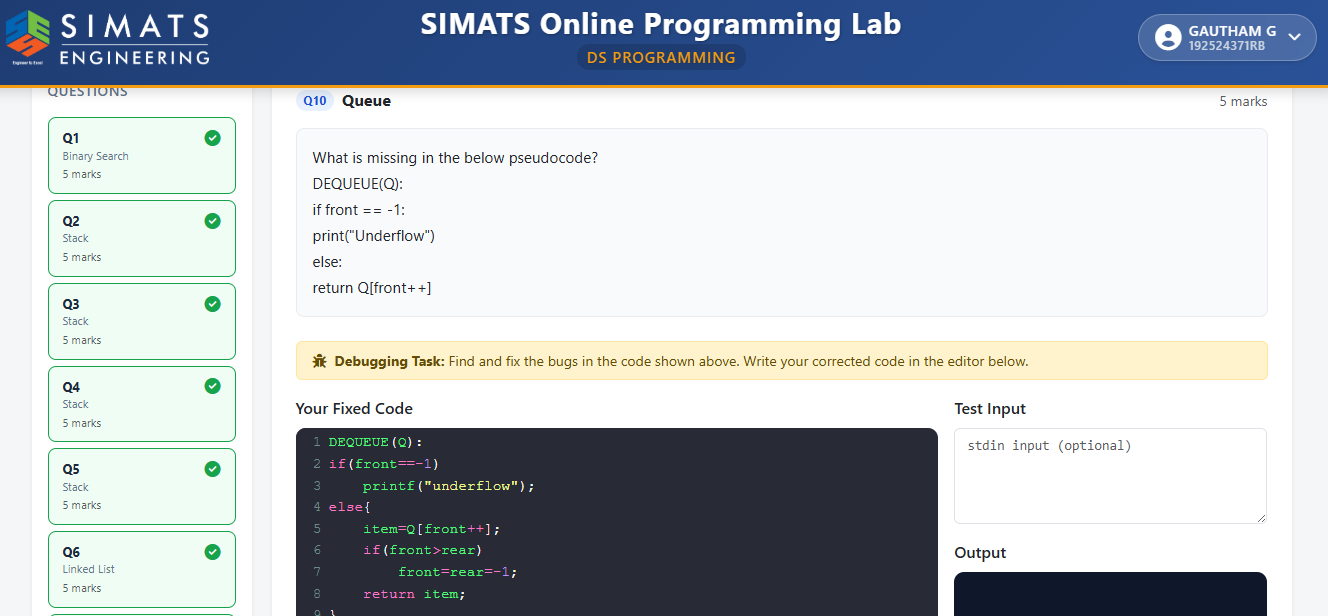 SIMATS
ENGINEERING
Engineer to Excel
SIMATS Online Programming Lab
DS PROGRAMMING
GAUTHAM G
192524371RB
QUESTIONS
Q1
Binary Search
5 marks
Q2
Stack
5 marks
Q3
Stack
5 marks
Q4
Stack
5 marks
Q5
Stack
5 marks
Q6
Linked List
5 marks
Q10 Queue
5 marks
What is missing in the below pseudocode?
DEQUEUE(Q):
if front == -1:
print("Underflow")
else:
return Q[front++]
Debugging Task: Find and fix the bugs in the code shown above. Write your corrected code in the editor below.
Your Fixed Code
1 DEQUEUE(Q):
2 if(front==-1)
3     printf("underflow");
4 else{
5     item=Q[front++];
6     if(front>rear)
7         front=rear=-1;
8     return item;
9 }
Test Input
stdin input (optional)
Output